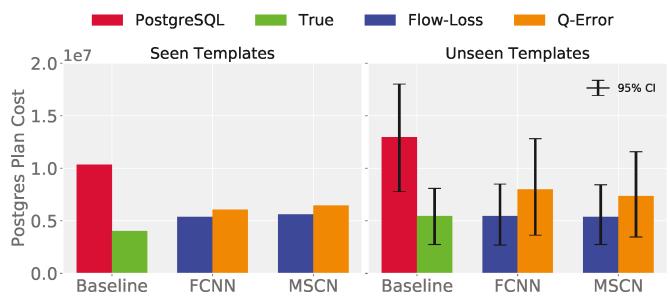 PostgreSQL True Flow-Loss Q-Error
Seen Templates Unseen Templates
1e7
2.0
1.5
1.0
0.5
0.0
Postgres Plan Cost
95% CI
Baseline FCNN MSCN Baseline FCNN MSCN